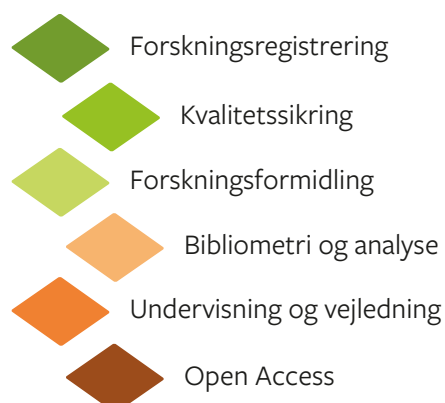 Forskningsregistrering
Kvalitetssikring
Forskningsformidling
Bibliometri og analyse
Undervisning og vejledning
Open Access